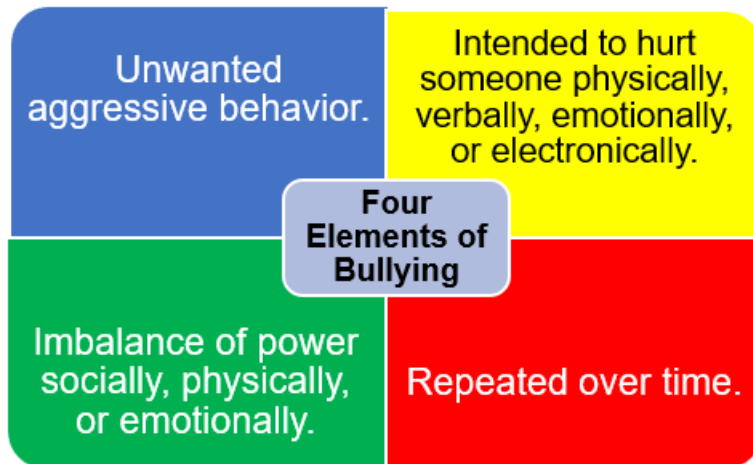 Unwanted
aggressive behavior.
Intended to hurt
someone physically,
verbally, emotionally,
or electronically.
Four
Elements of
Bullying
Imbalance of power
socially, physically,
or emotionally.
Repeated over time.